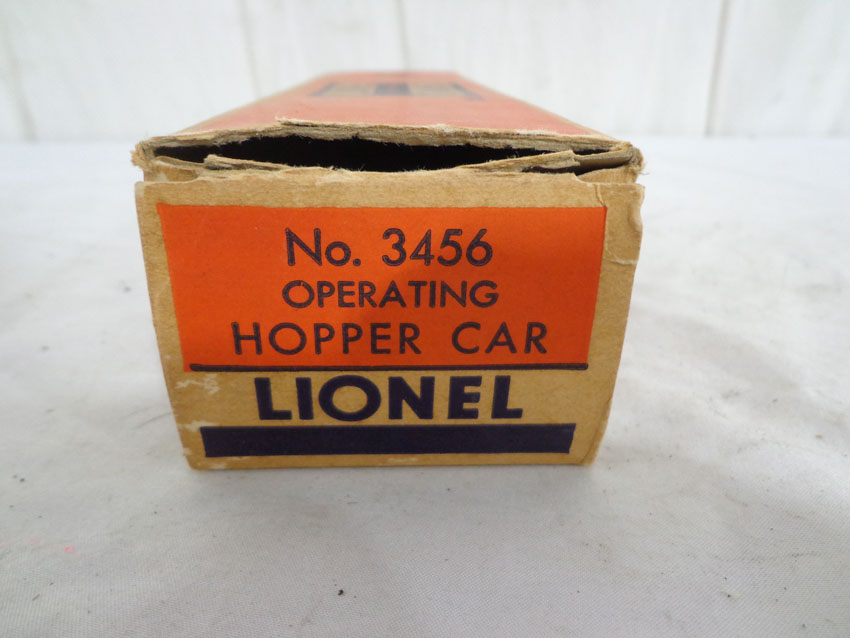 No. 3456
OPERATING
HOPPER CAR
LIONEL